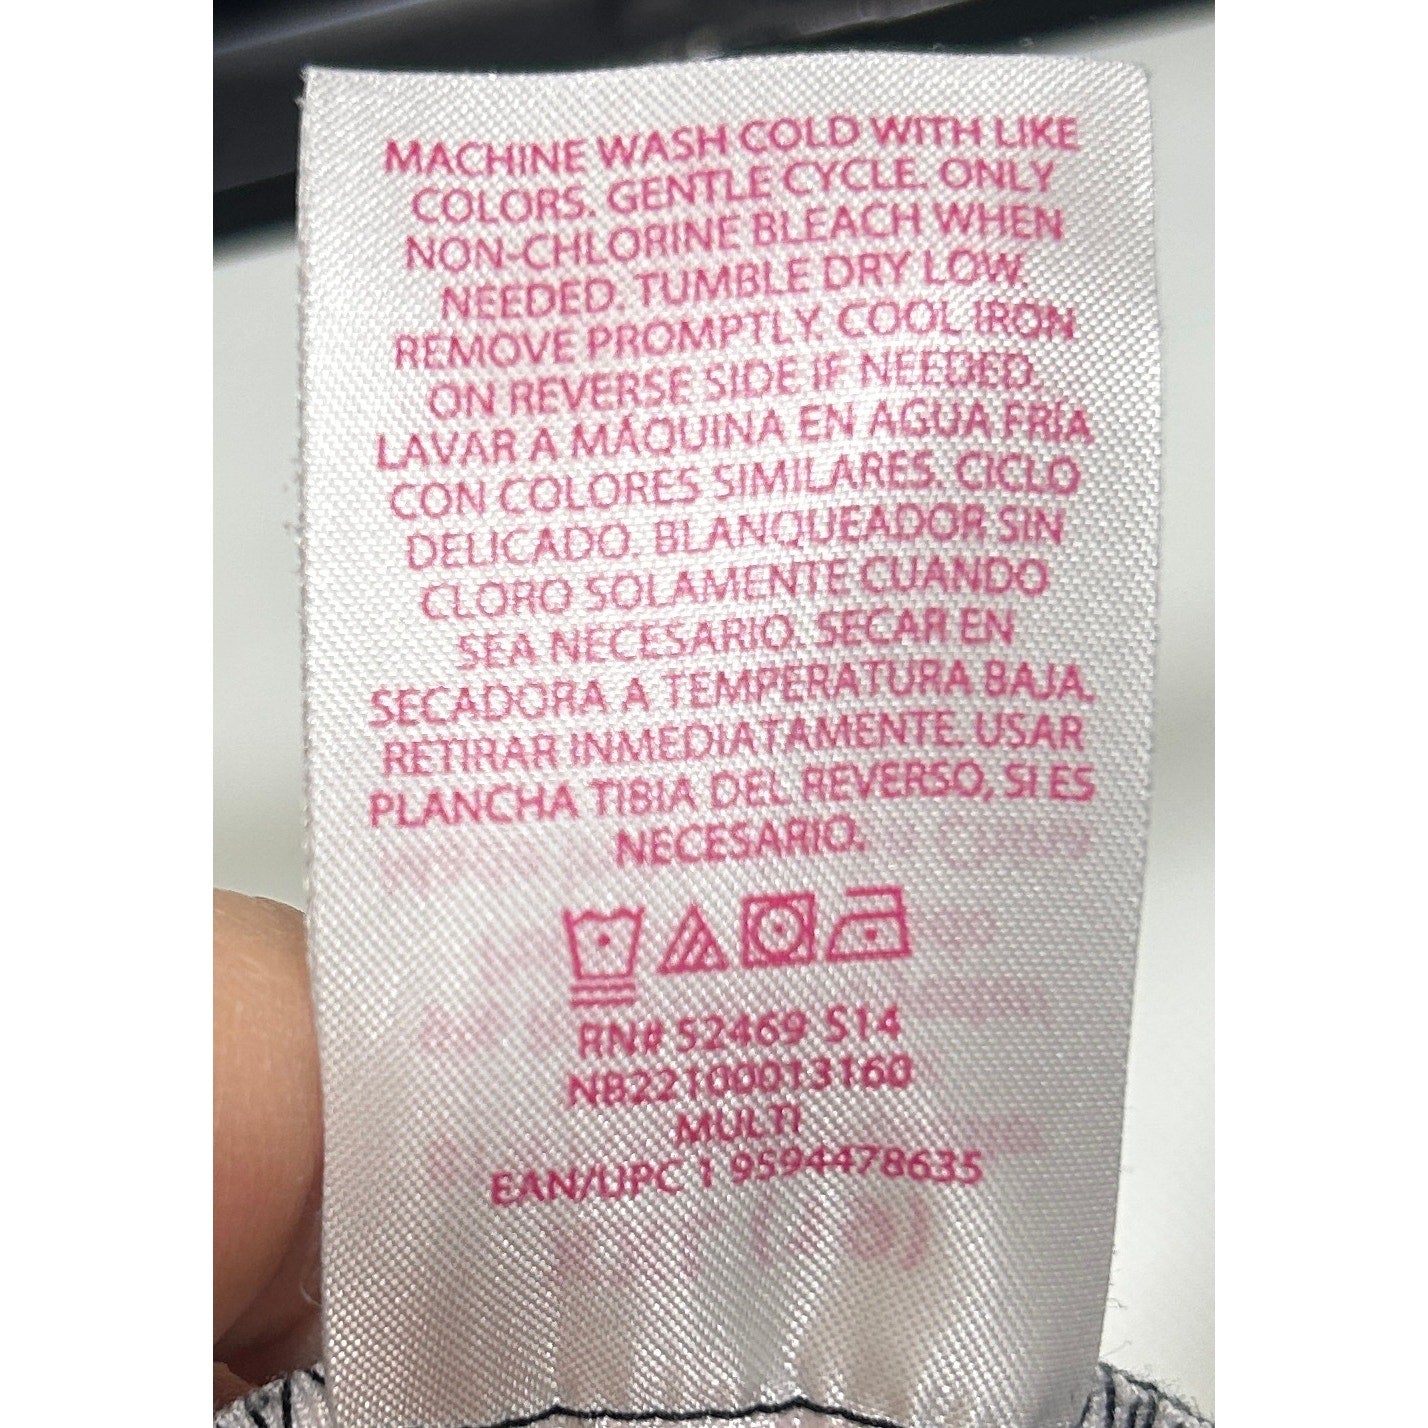 MACHINE WASH COLD WITH LIKE
COLORS. GENTLE CYCLE. ONLY
NON-CHLORINE BLEACH WHEN
NEEDED. TUMBLE DRY LOW.
REMOVE PROMPTLY. COOL IRON
ON REVERSE SIDE IF NEEDED.
LAVAR A MÁQUINA EN AGUA FRÍA
CON COLORES SIMILARES. CICLO
DELICADO. BLANQUEADOR SIN
CLORO SOLAMENTE CUANDO
SEA NECESARIO. SECAR EN
SECADORA A TEMPERATURA BAJA.
RETIRAR INMEDIATAMENTE. USAR
PLANCHA TIBIA DEL REVERSO, SI ES
NECESARIO.
RN# 52469 S14
NB22100013160
MULTI
EAN/UPC 1 9594478635